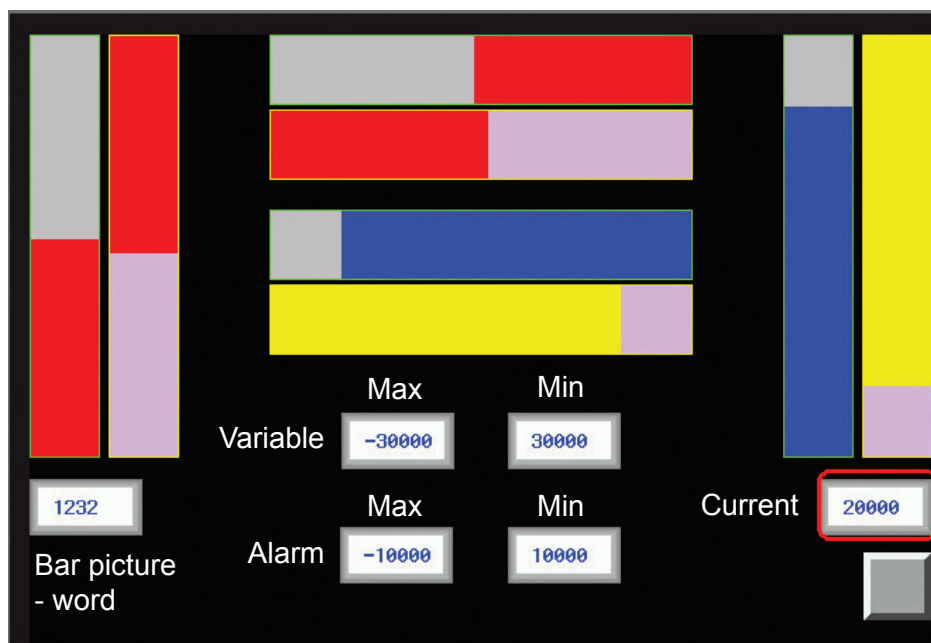 Max Min
Variable -30000 30000
1232 Max Min Current 20000
Alarm -10000 10000
Bar picture
- word